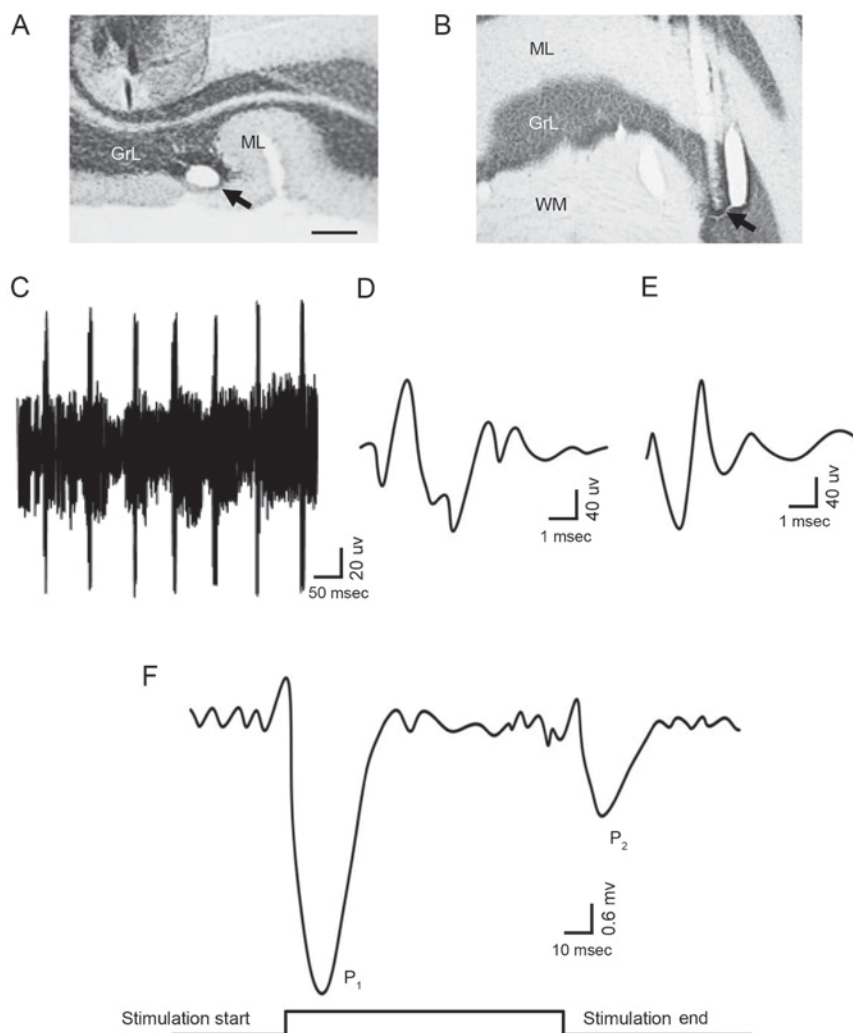 A
B
GrL
ML
ML
GrL
WM
C
D
E
20 uv
50 msec
40 uv
1 msec
40 uv
1 msec
F
P1
P2
0.6 mv
10 msec
Stimulation start
Stimulation end